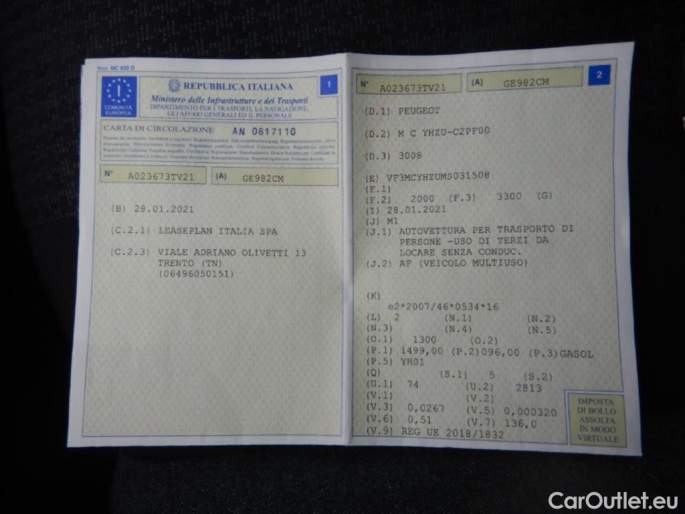 Mod. MC 820 D
I
COMUNITÀ
EUROPEA
REPUBBLICA ITALIANA
Ministero delle Infrastrutture e dei Trasporti
DIPARTIMENTO PER I TRASPORTI, LA NAVIGAZIONE,
GLI AFFARI GENERALI ED IL PERSONALE
1
CARTA DI CIRCOLAZIONE AN 0617110
N° A023673TV21 (A) GE982CM
(B) 28.01.2021
(C.2.1) LEASEPLAN ITALIA SPA
(C.2.3) VIALE ADRIANO OLIVETTI 13
TRENTO (TN)
(06496050151)
N° A023673TV21 (A) GE982CM
2
(D.1) PEUGEOT
(D.2) M C YHZU-C2PF00
(D.3) 3008
(E) VF3MCYHZUMS031508
(F.1)
(F.2) 2000 (F.3) 3300 (G)
(I) 28.01.2021
(J) M1
(J.1) AUTOVETTURA PER TRASPORTO DI
PERSONE -USO DI TERZI DA
LOCARE SENZA CONDUC.
(J.2) AF (VEICOLO MULTIUSO)
(K)
e2*2007/46*0534*16
(L) 2 (N.1) (N.2)
(N.3) (N.4) (N.5)
(O.1) 1300 (O.2)
(P.1) 1499,00 (P.2)096,00 (P.3)GASOL
(P.5) YH01
(Q) (S.1) 5 (S.2)
(U.1) 74 (U.2) 2813
(V.1) (V.2)
(V.3) 0,0267 (V.5) 0,000320
(V.6) 0,51 (V.7) 136,0
(V.9) REG UE 2018/1832
IMPOSTA
DI BOLLO
ASSOLTA
IN MODO
VIRTUALE
CarOutlet.eu